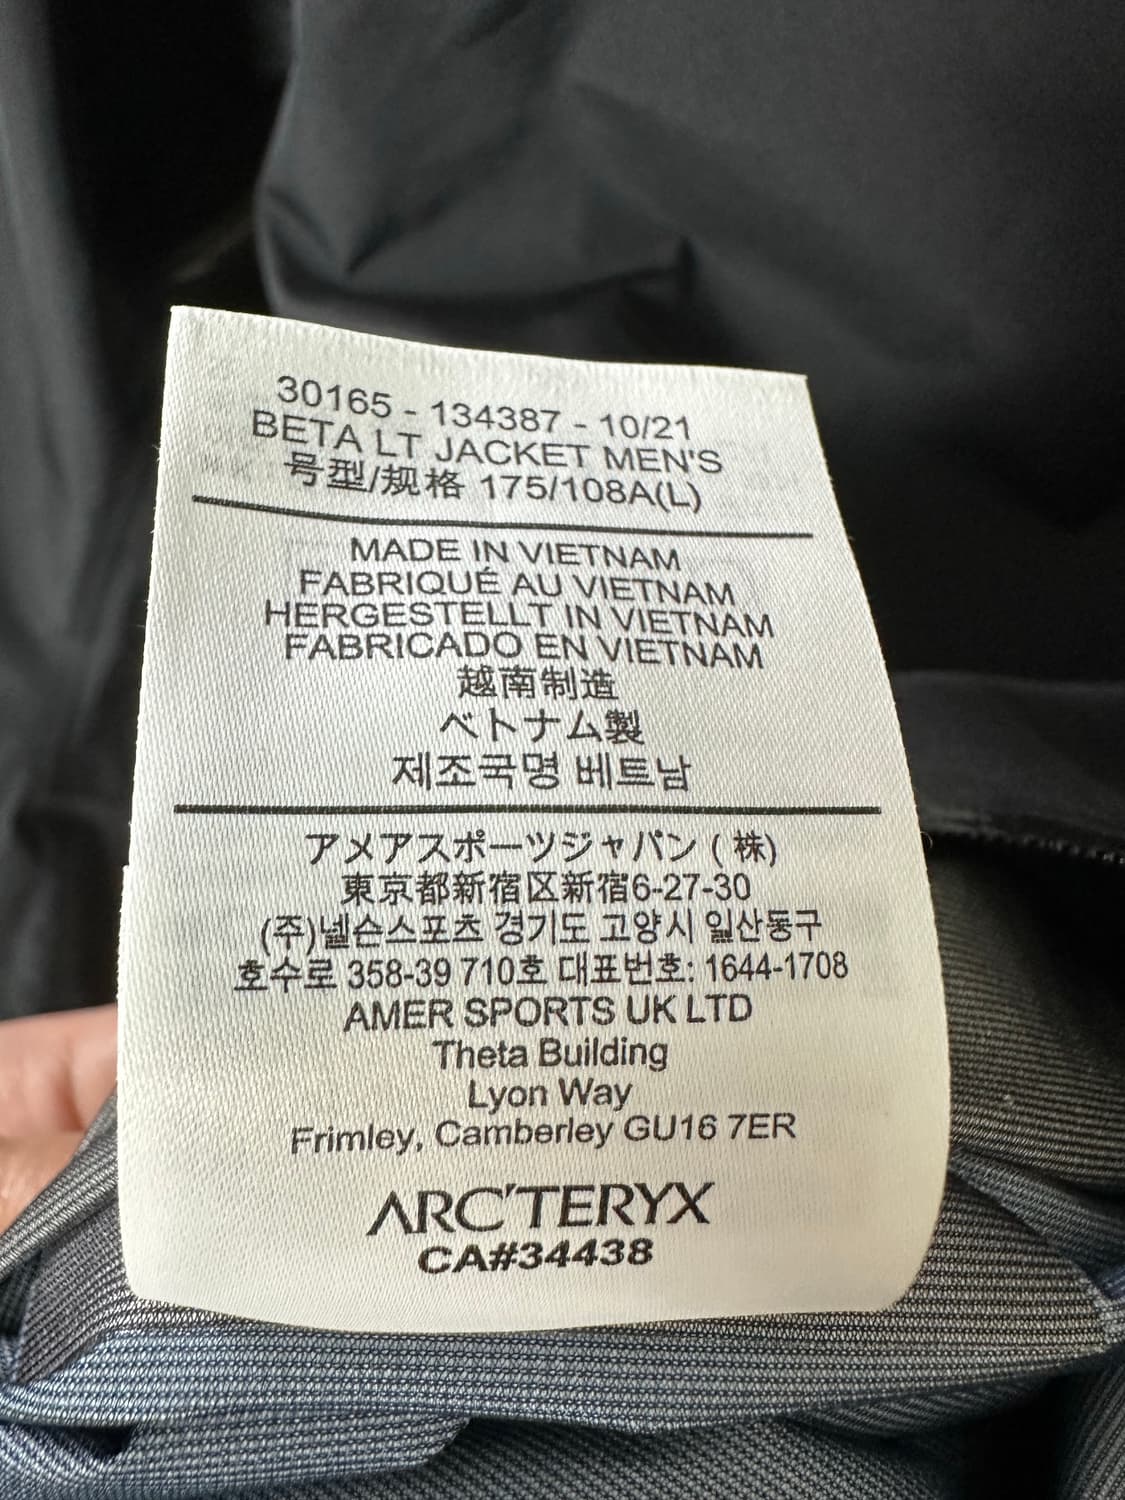 30165 - 134387 - 10/21
BETA LT JACKET MEN'S
号型/规格 175/108A(L)
MADE IN VIETNAM
FABRIQUÉ AU VIETNAM
HERGESTELLT IN VIETNAM
FABRICADO EN VIETNAM
越南制造
ベトナム製
제조국명 베트남
アメアスポーツジャパン (株)
東京都新宿区新宿6-27-30
(주)넬슨스포츠 경기도 고양시 일산동구
호수로 358-39 710호 대표번호: 1644-1708
AMER SPORTS UK LTD
Theta Building
Lyon Way
Frimley, Camberley GU16 7ER
ARC'TERYX
CA#34438